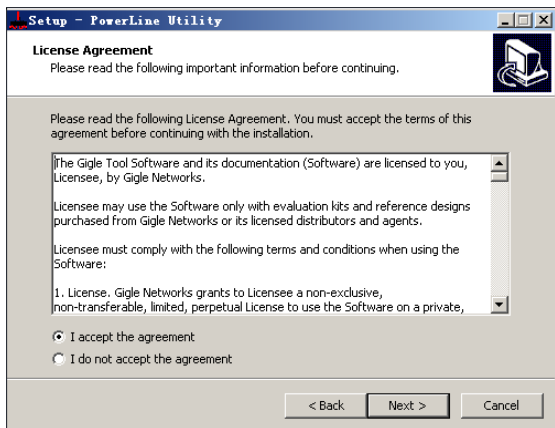 Setup - PowerLine Utility
License Agreement
Please read the following important information before continuing.
Please read the following License Agreement. You must accept the terms of this
agreement before continuing with the installation.
The Gigle Tool Software and its documentation (Software) are licensed to you,
Licensee, by Gigle Networks.
Licensee may use the Software only with evaluation kits and reference designs
purchased from Gigle Networks or its licensed distributors and agents.
Licensee must comply with the following terms and conditions when using the
Software:
1. License. Gigle Networks grants to Licensee a non-exclusive,
non-transferable, limited, perpetual License to use the Software on a private,
I accept the agreement
I do not accept the agreement
< Back Next > Cancel